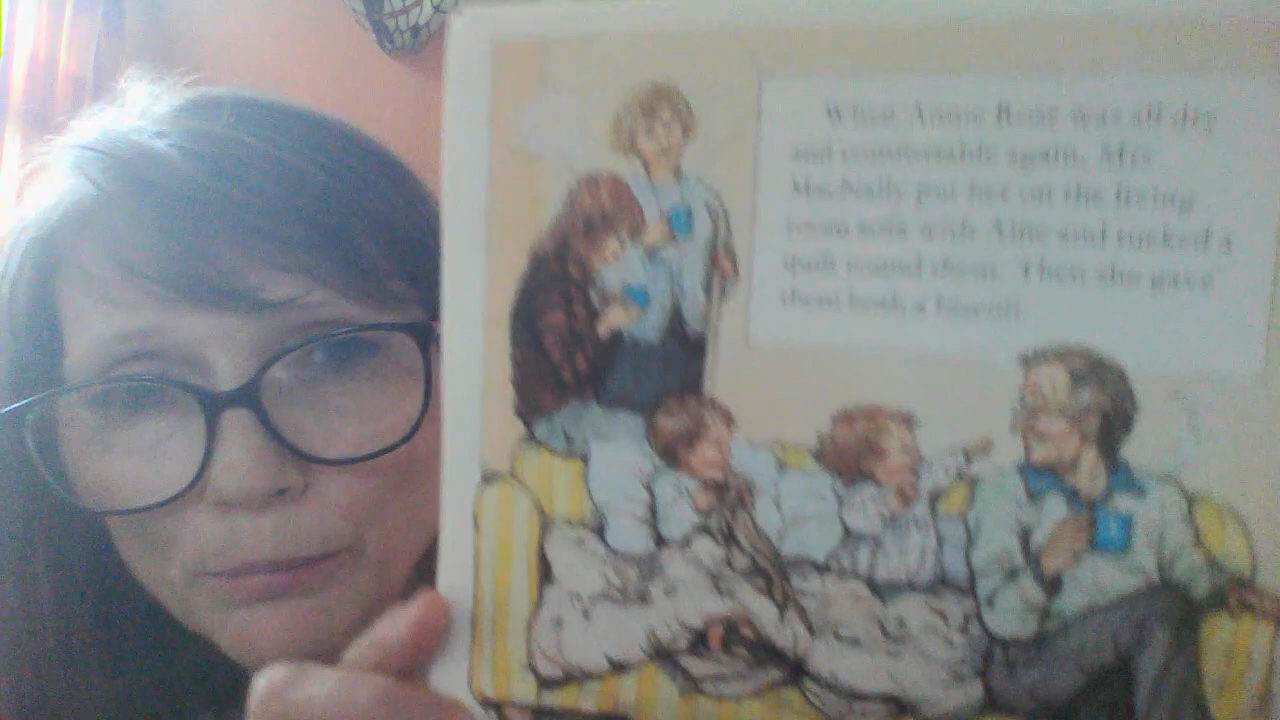 When Annie Rose was all dry
and comfortable again, Mrs
MacNally put her on the living
room sofa with Alfie and tucked a
quilt round them. Then she gave
them both a biscuit.